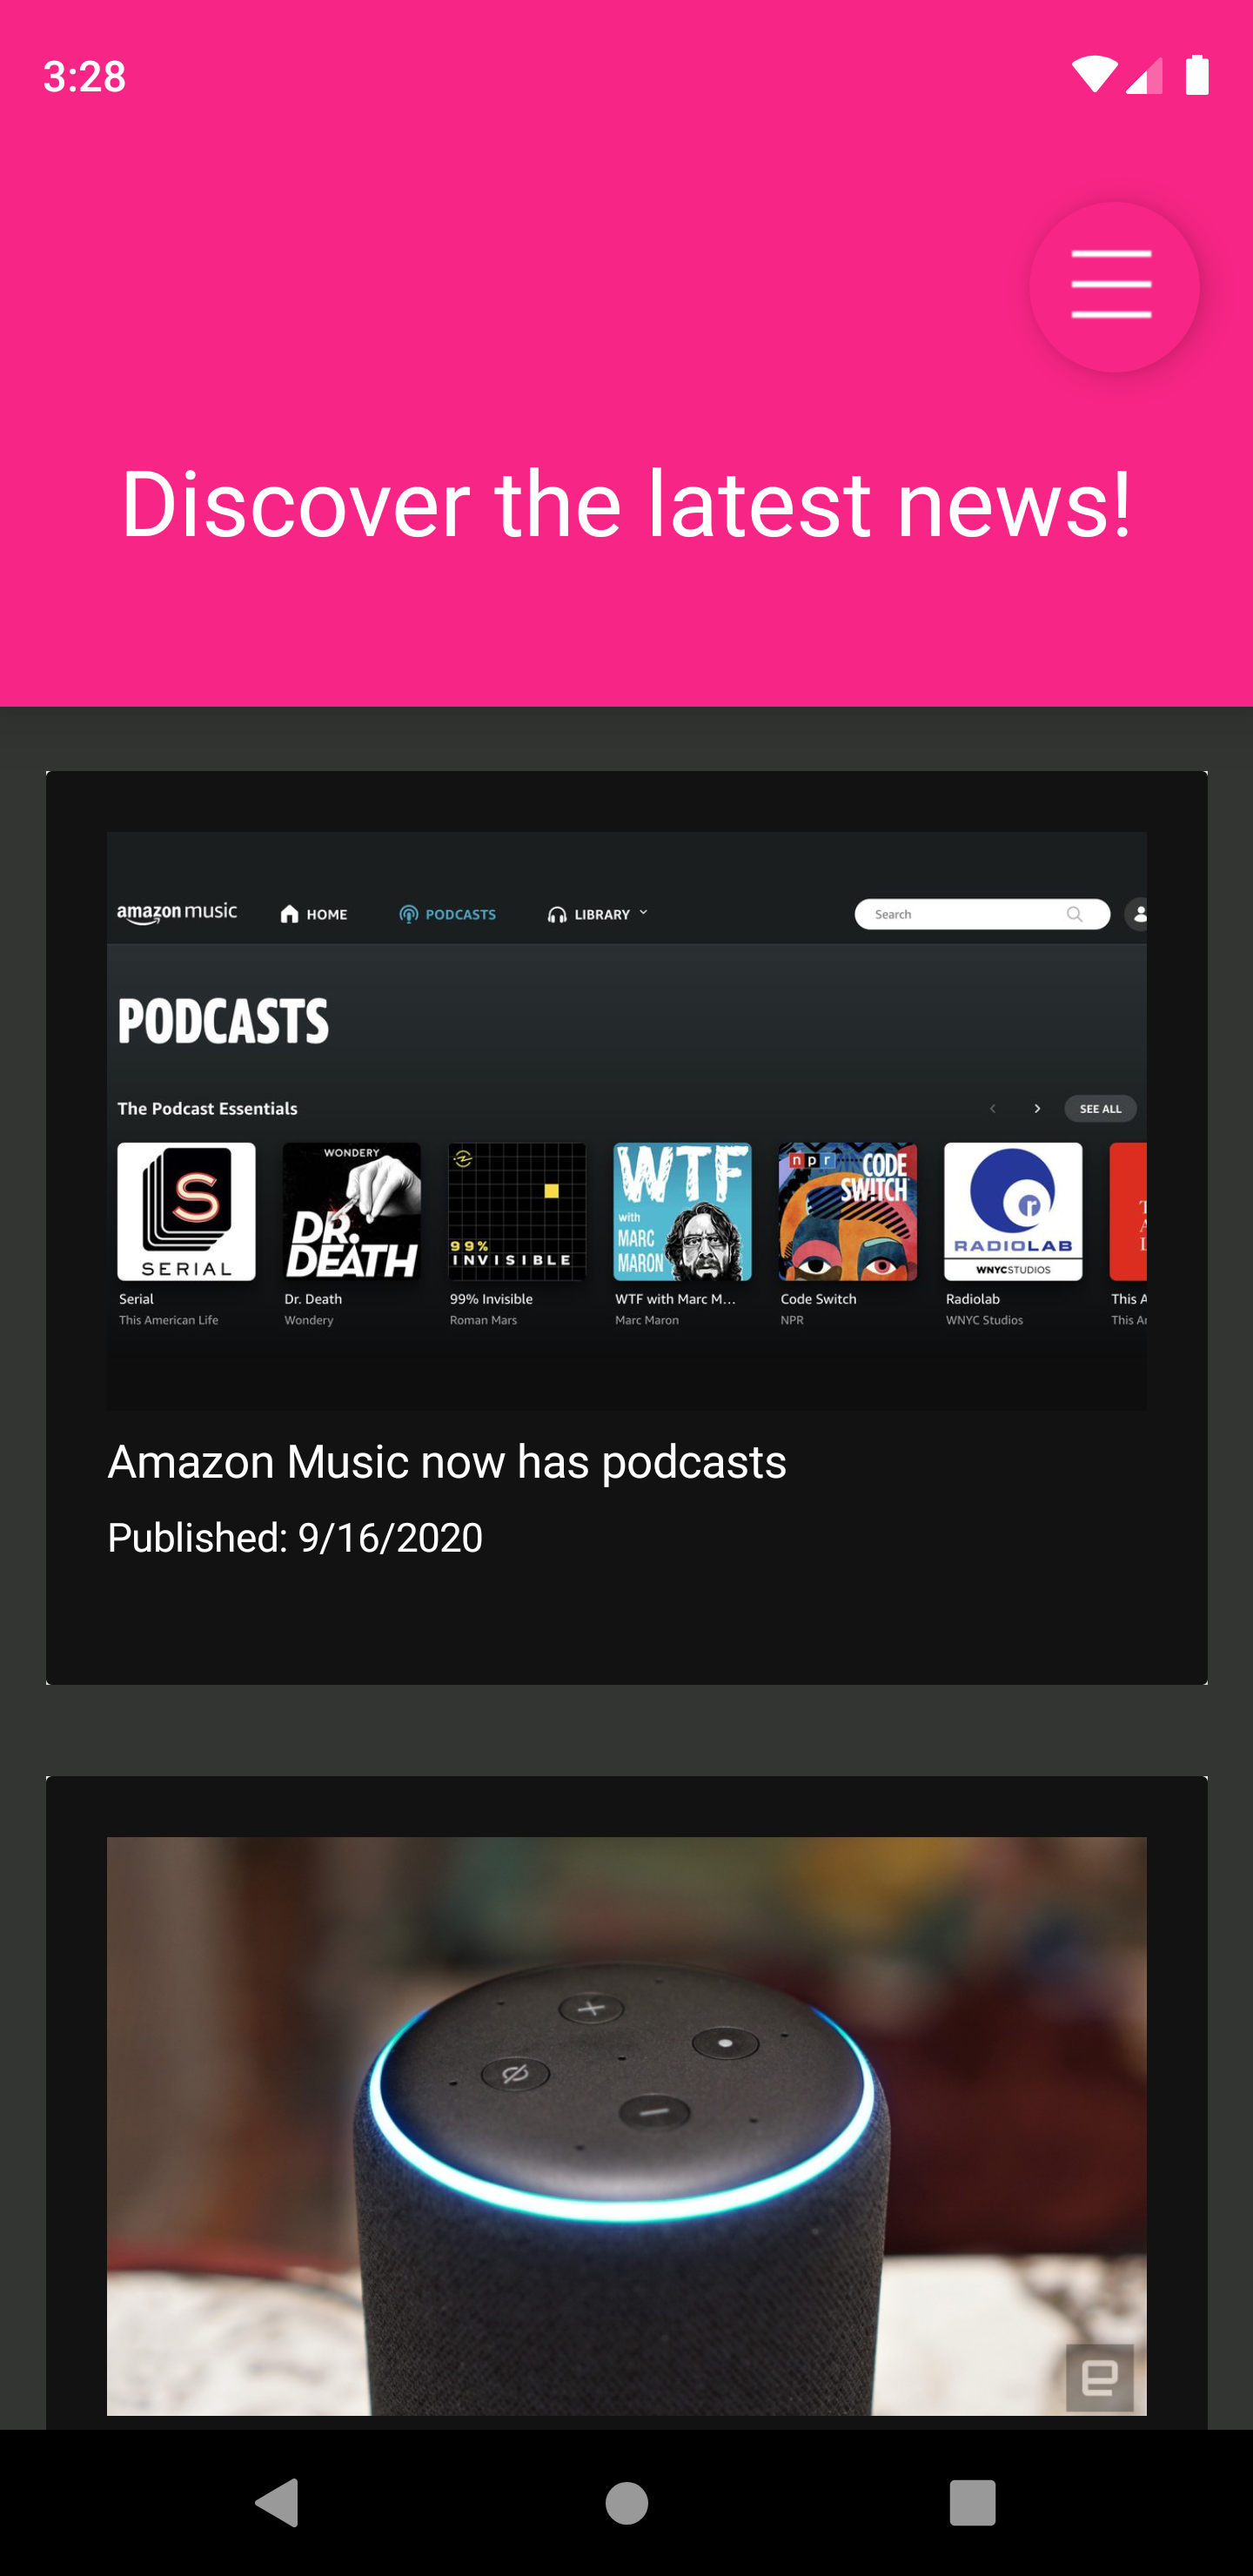 3:28
Discover the latest news!
amazon music
HOME
PODCASTS
LIBRARY
Search
PODCASTS
The Podcast Essentials
SEE ALL
SERIAL
WONDERY
DR.
DEATH
99%
INVISIBLE
WTF
with
MARC
MARON
npr
CODE
SWITCH
r
RADIOLAB
WNYCSTUDIOS
Serial
This American Life
Dr. Death
Wondery
99% Invisible
Roman Mars
WTF with Marc M...
Marc Maron
Code Switch
NPR
Radiolab
WNYC Studios
This A
This A
Amazon Music now has podcasts
Published: 9/16/2020
e